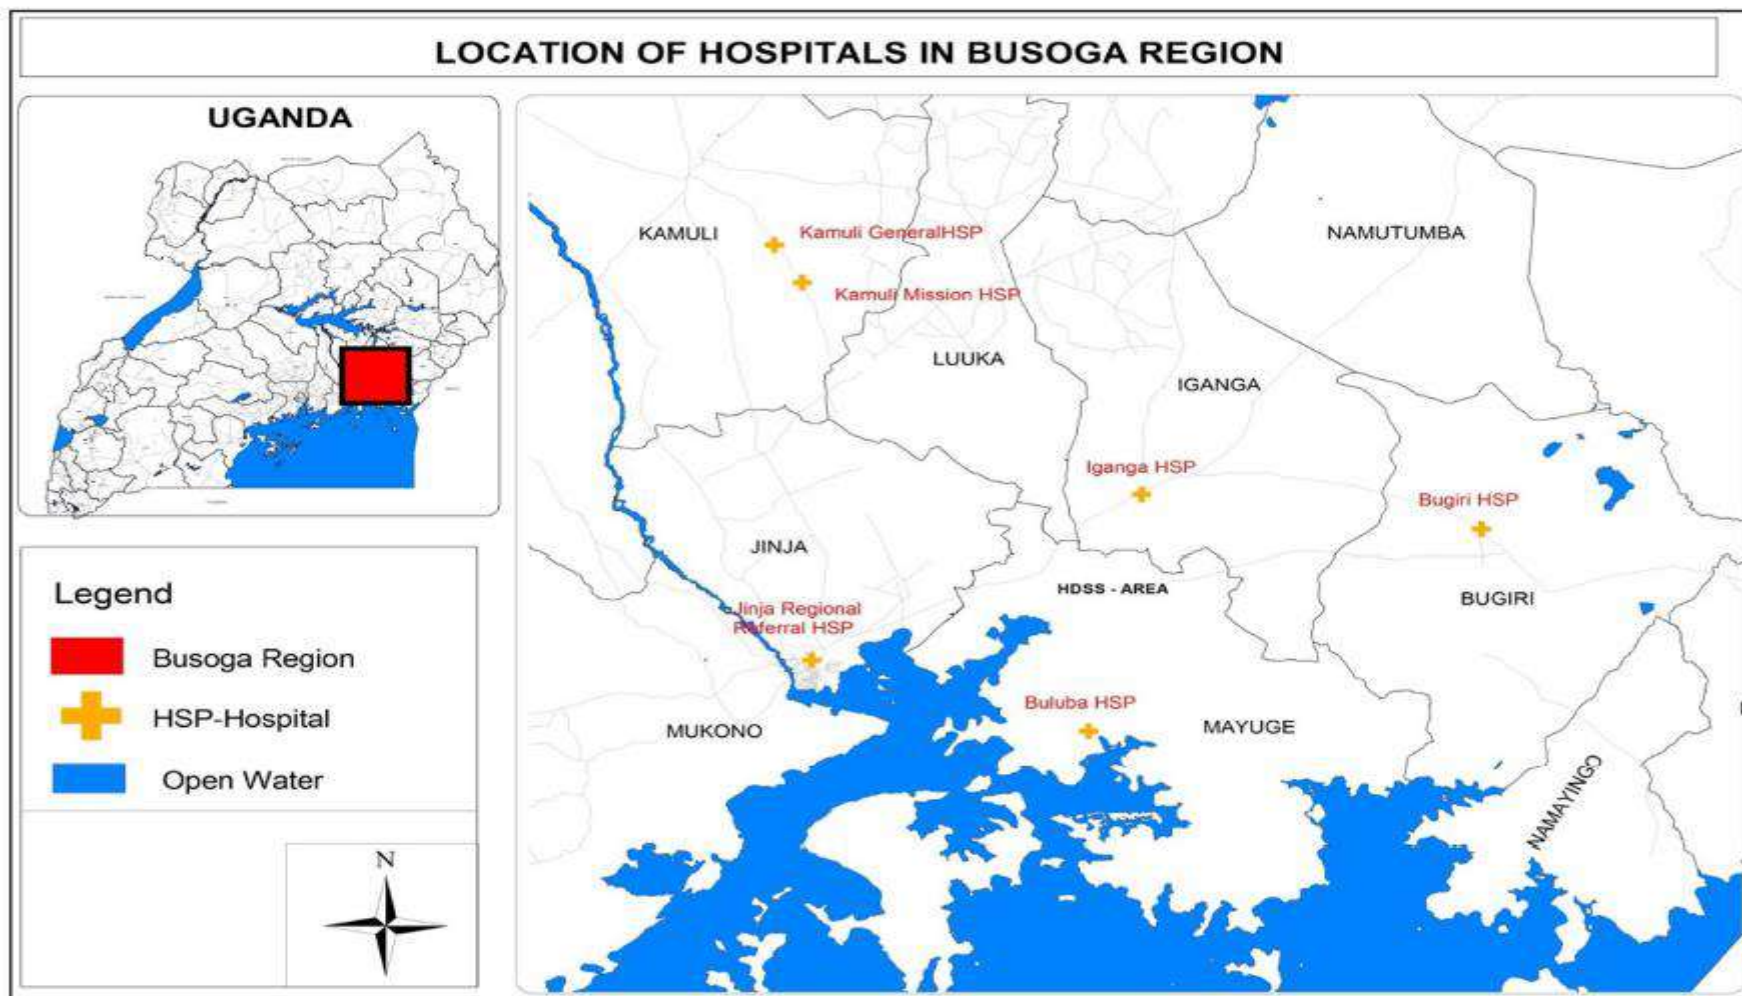 LOCATION OF HOSPITALS IN BUSOGA REGION
UGANDA
Legend
Busoga Region
HSP-Hospital
Open Water
N
KAMULI
Kamuli GeneralHSP
Kamuli Mission HSP
NAMUTUMBA
LUUKA
IGANGA
Iganga HSP
Bugiri HSP
JINJA
HDSS - AREA
BUGIRI
Jinja Regional
Referral HSP
Buluba HSP
MUKONO
MAYUGE
NAMAYINGO